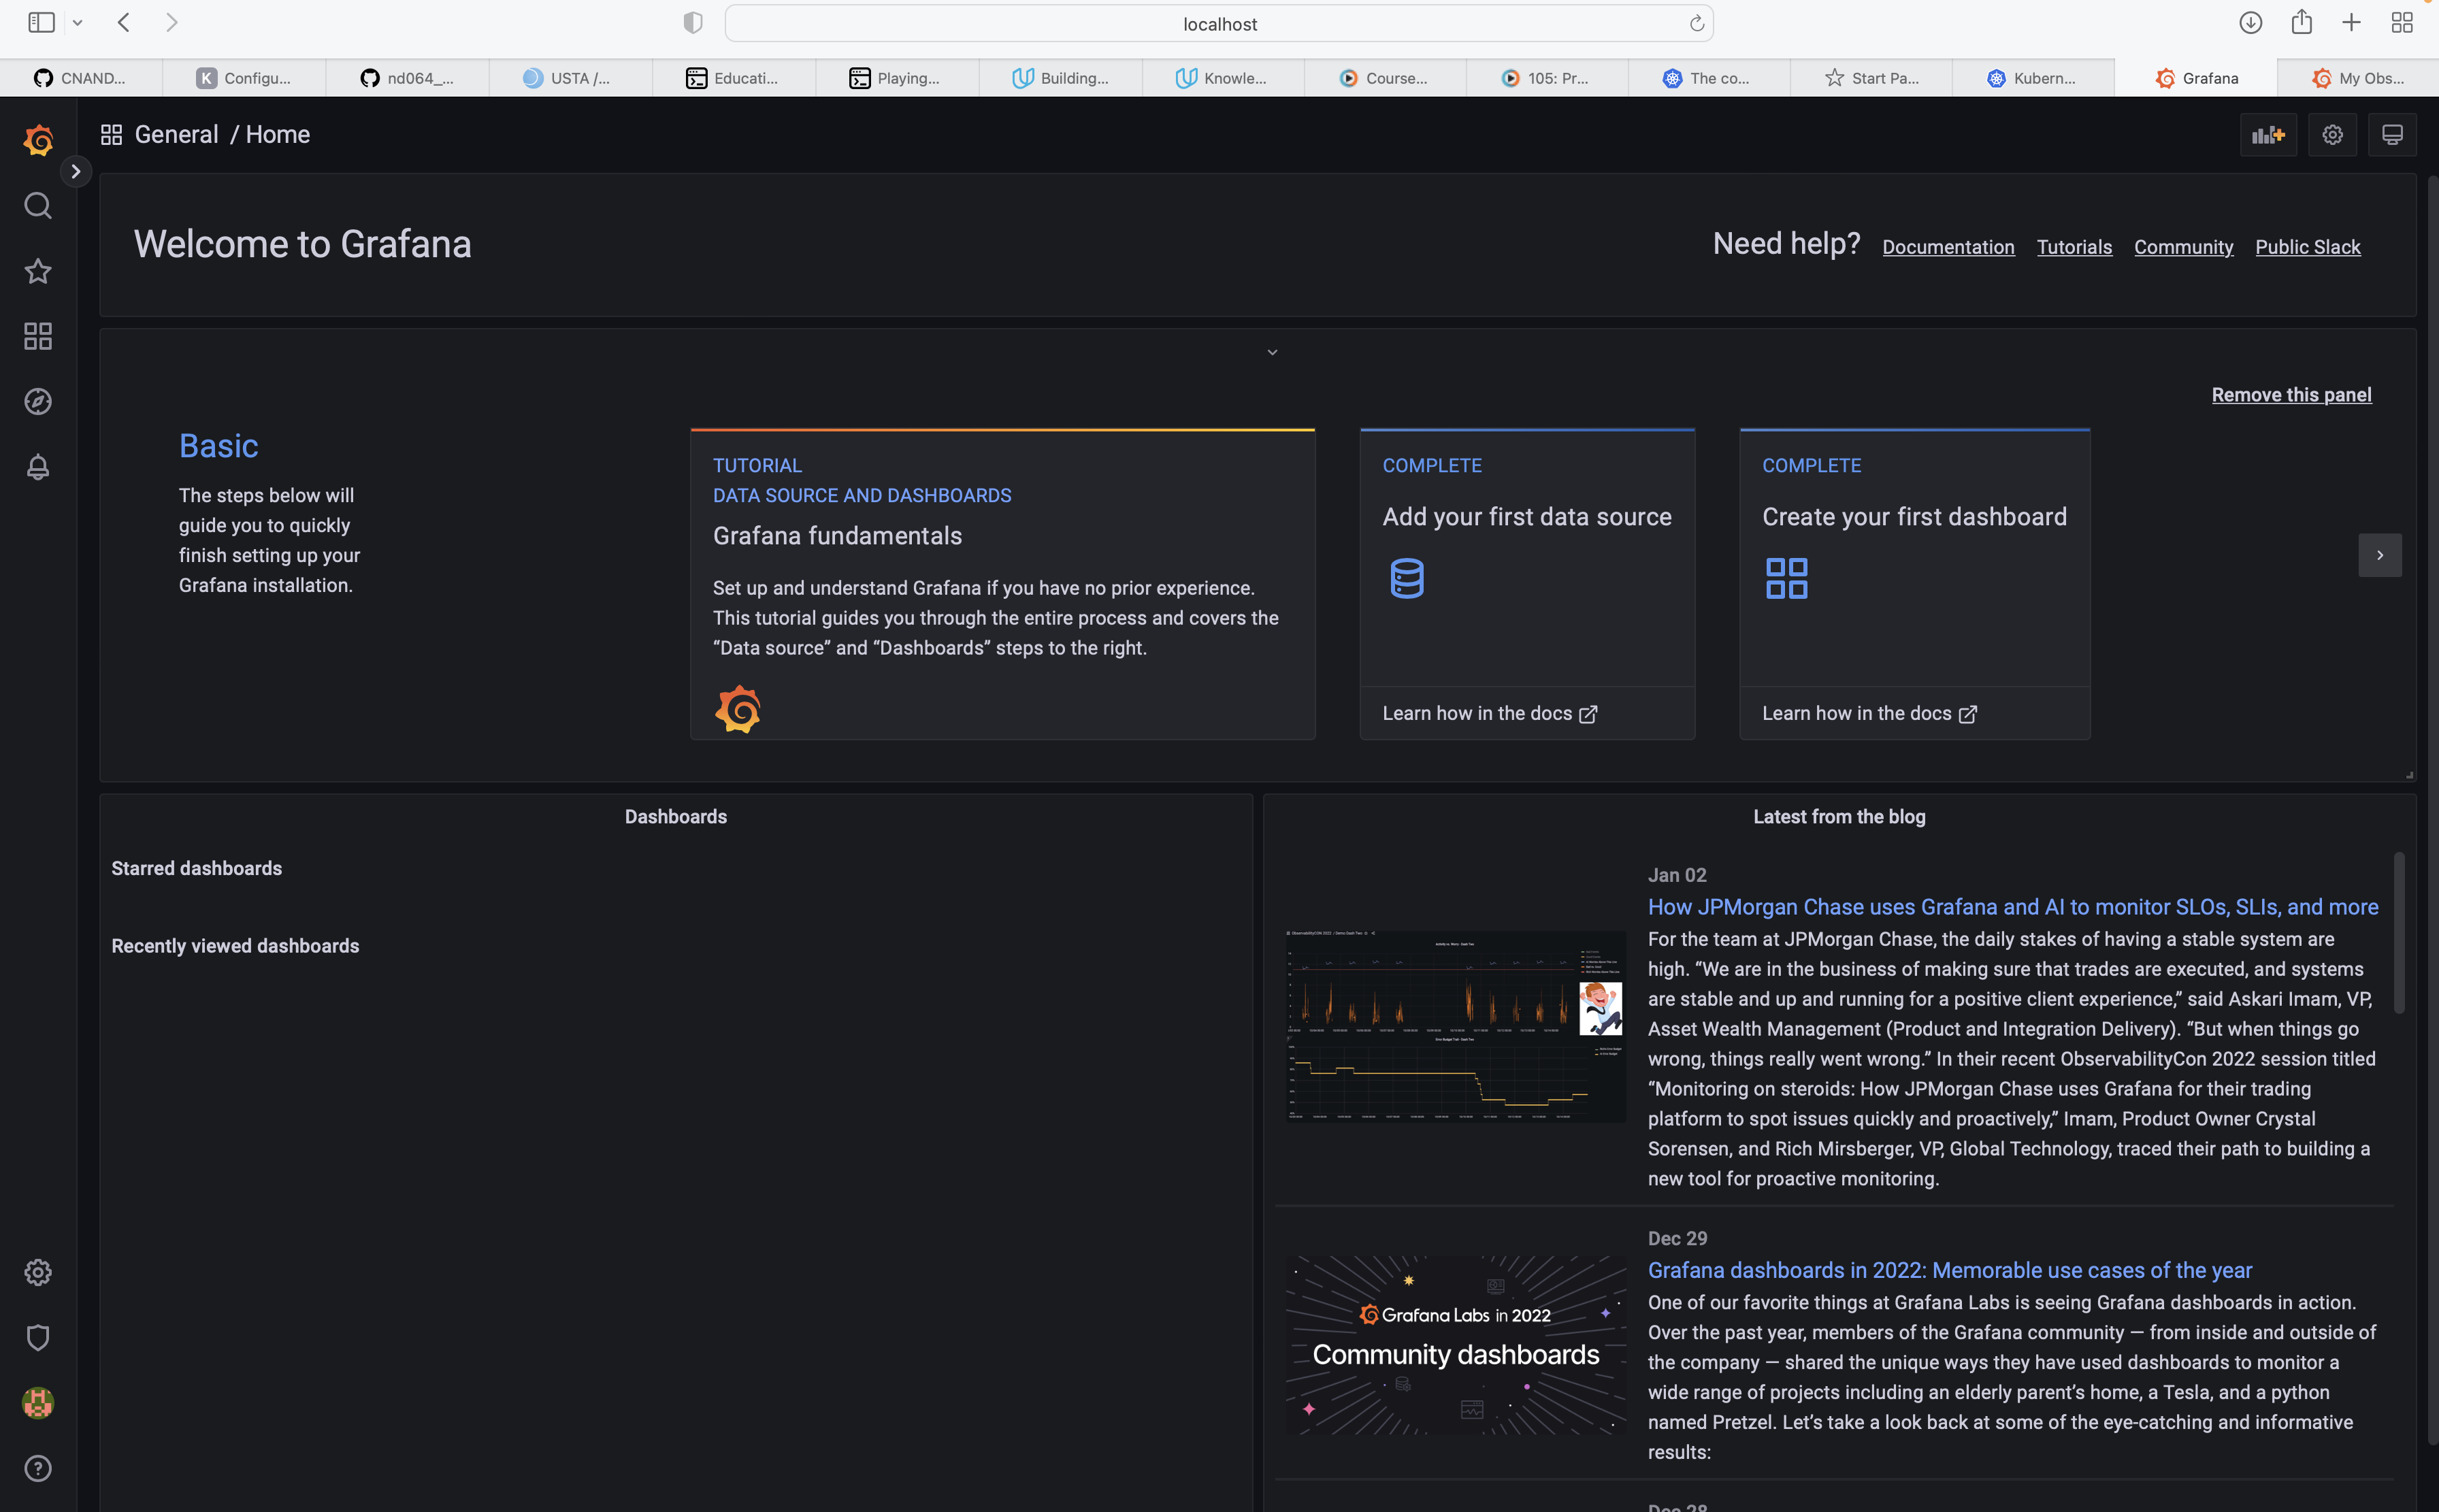 localhost
CNAND...
K Configu...
nd064_...
USTA /...
Educati...
Playing...
Building...
Knowle...
Course...
105: Pr...
The co...
Start Pa...
Kubern...
Grafana
My Obs...
General / Home
Welcome to Grafana
Need help? Documentation Tutorials Community Public Slack
Remove this panel
Basic
The steps below will
guide you to quickly
finish setting up your
Grafana installation.
TUTORIAL
DATA SOURCE AND DASHBOARDS
Grafana fundamentals
Set up and understand Grafana if you have no prior experience.
This tutorial guides you through the entire process and covers the
“Data source” and “Dashboards” steps to the right.
COMPLETE
Add your first data source
Learn how in the docs
COMPLETE
Create your first dashboard
Learn how in the docs
Dashboards
Starred dashboards
Recently viewed dashboards
Latest from the blog
Jan 02
How JPMorgan Chase uses Grafana and AI to monitor SLOs, SLIs, and more
For the team at JPMorgan Chase, the daily stakes of having a stable system are
high. “We are in the business of making sure that trades are executed, and systems
are stable and up and running for a positive client experience,” said Askari Imam, VP,
Asset Wealth Management (Product and Integration Delivery). “But when things go
wrong, things really went wrong.” In their recent ObservabilityCon 2022 session titled
“Monitoring on steroids: How JPMorgan Chase uses Grafana for their trading
platform to spot issues quickly and proactively,” Imam, Product Owner Crystal
Sorensen, and Rich Mirsberger, VP, Global Technology, traced their path to building a
new tool for proactive monitoring.
Dec 29
Grafana dashboards in 2022: Memorable use cases of the year
One of our favorite things at Grafana Labs is seeing Grafana dashboards in action.
Over the past year, members of the Grafana community — from inside and outside of
the company — shared the unique ways they have used dashboards to monitor a
wide range of projects including an elderly parent’s home, a Tesla, and a python
named Pretzel. Let’s take a look back at some of the eye-catching and informative
results:
Grafana Labs in 2022
Community dashboards
Dec 28